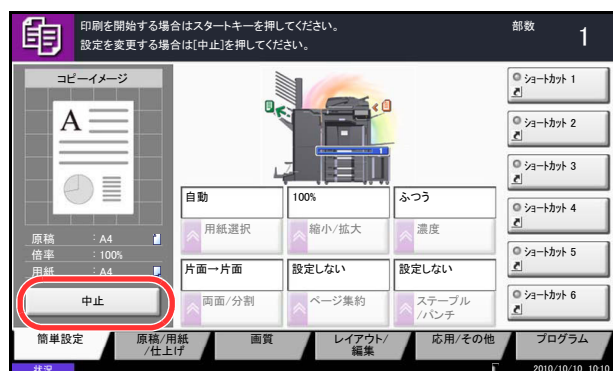 印刷を開始する場合はスタートキーを押してください。
設定を変更する場合は[中止]を押してください。
部数
1
コピーイメージ
A
原稿 : A4
倍率 : 100%
用紙 : A4
中止
1
自動
用紙選択
100%
縮小/拡大
ふつう
濃度
片面→片面
両面/分割
設定しない
ページ集約
設定しない
ステープル
/パンチ
ショートカット 1
ショートカット 2
ショートカット 3
ショートカット 4
ショートカット 5
ショートカット 6
簡単設定
原稿/用紙
/仕上げ
画質
レイアウト/
編集
応用/その他
プログラム
状況
2010/10/10 10:10